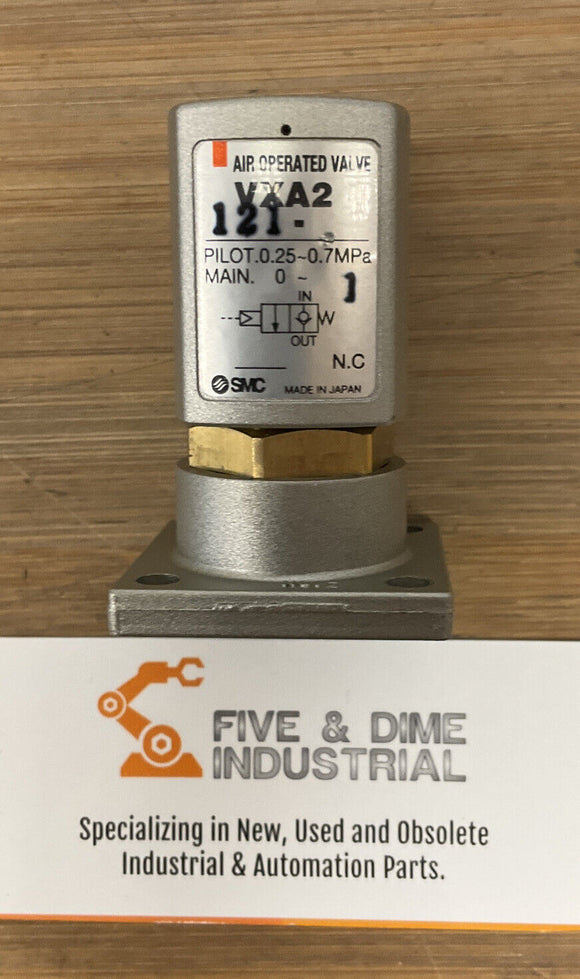 AIR OPERATED VALVE
VXA2
121-
PILOT.0.25~0.7MPa
MAIN. 0 ~ 1
IN
OUT
N.C
SMC MADE IN JAPAN
FIVE & DIME
INDUSTRIAL
Specializing in New, Used and Obsolete
Industrial & Automation Parts.